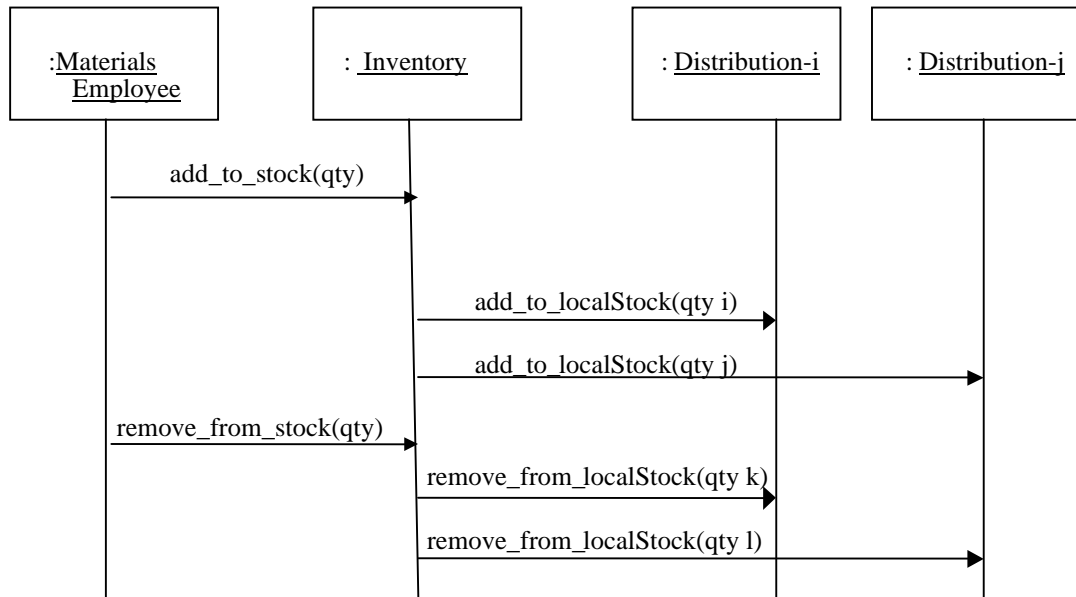 :Materials
Employee
: Inventory
: Distribution-i
: Distribution-j
add_to_stock(qty)
add_to_localStock(qty i)
add_to_localStock(qty j)
remove_from_stock(qty)
remove_from_localStock(qty k)
remove_from_localStock(qty l)